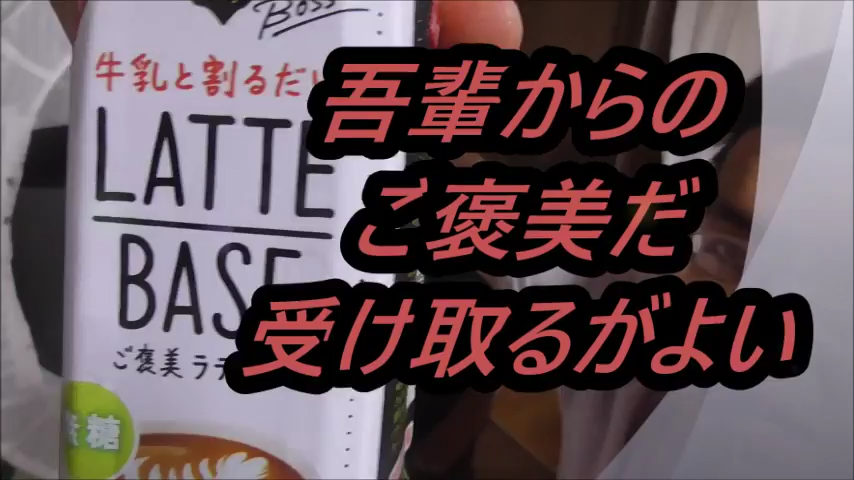 BOSS
牛乳と割るだけ
LATTE
BASE
ご褒美ラテ
糖
吾輩からの
ご褒美だ
受け取るがよい